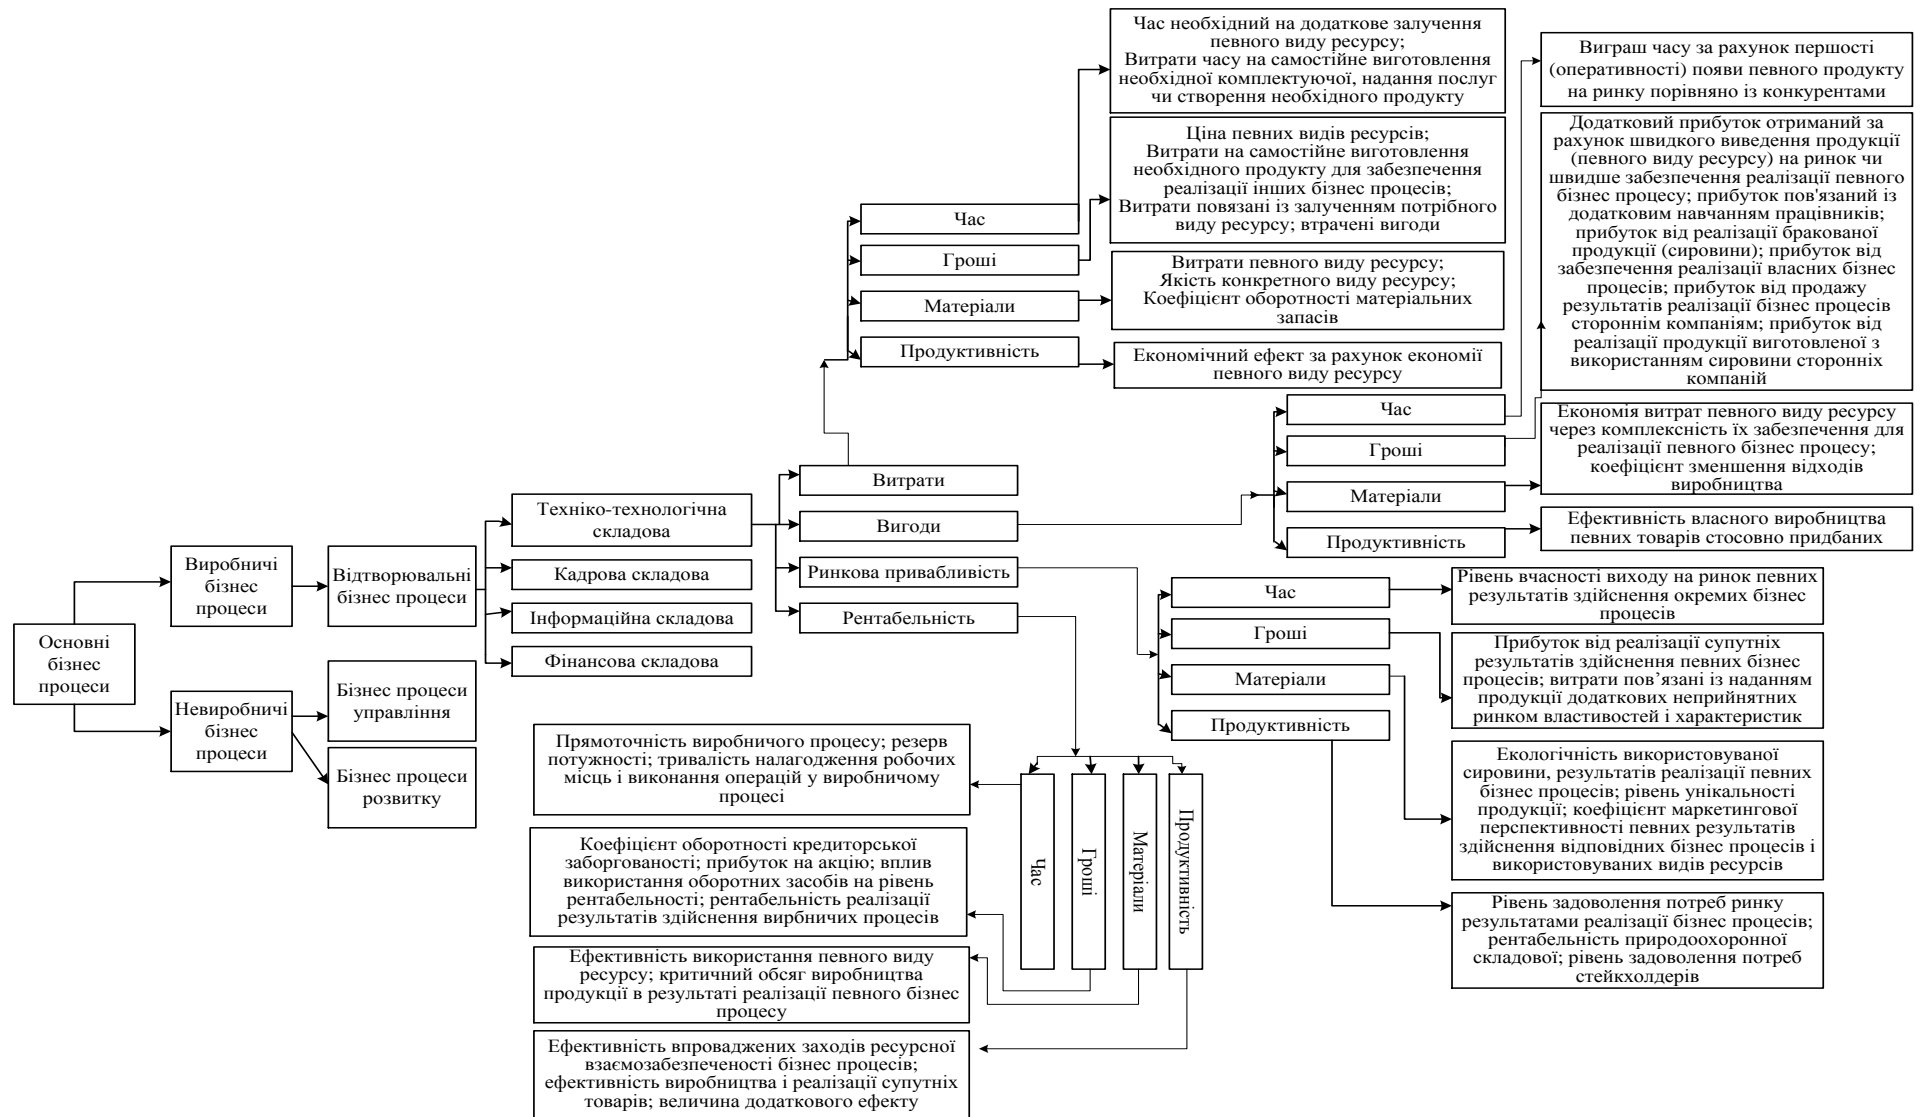 Основні
бізнес
процеси
Виробничі
бізнес
процеси
Невиробничі
бізнес
процеси
Відтворювальні
бізнес процеси
Бізнес процеси
управління
Бізнес процеси
розвитку
Техніко-технологічна
складова
Кадрова складова
Інформаційна складова
Фінансова складова
Витрати
Вигоди
Ринкова привабливість
Рентабельність
Час
Гроші
Матеріали
Продуктивність
Час необхідний на додаткове залучення
певного виду ресурсу;
Витрати часу на самостійне виготовлення
необхідної комплектуючої, надання послуг
чи створення необхідного продукту
Ціна певних видів ресурсів;
Витрати на самостійне виготовлення
необхідного продукту для забезпечення
реалізації інших бізнес процесів;
Витрати повязані із залученням потрібного
виду ресурсу; втрачені вигоди
Витрати певного виду ресурсу;
Якість конкретного виду ресурсу;
Коефіцієнт оборотності матеріальних
запасів
Економічний ефект за рахунок економії
певного виду ресурсу
Час
Гроші
Матеріали
Продуктивність
Виграш часу за рахунок першості
(оперативності) появи певного продукту
на ринку порівняно із конкурентами
Додатковий прибуток отриманий за
рахунок швидкого виведення продукції
(певного виду ресурсу) на ринок чи
швидше забезпечення реалізації певного
бізнес процесу; прибуток пов'язаний із
додатковим навчанням працівників;
прибуток від реалізації бракованої
продукції (сировини); прибуток від
забезпечення реалізації власних бізнес
процесів; прибуток від продажу
результатів реалізації бізнес процесів
стороннім компаніям; прибуток від
реалізації продукції виготовленої з
використанням сировини сторонніх
компаній
Економія витрат певного виду ресурсу
через комплексність їх забезпечення для
реалізації певного бізнес процесу;
коефіцієнт зменшення відходів
виробництва
Ефективність власного виробництва
певних товарів стосовно придбаних
Час
Гроші
Матеріали
Продуктивність
Рівень вчасності виходу на ринок певних
результатів здійснення окремих бізнес
процесів
Прибуток від реалізації супутніх
результатів здійснення певних бізнес
процесів; витрати пов’язані із наданням
продукції додаткових неприйнятних
ринком властивостей і характеристик
Екологічність використовуваної
сировини, результатів реалізації певних
бізнес процесів; рівень унікальності
продукції; коефіцієнт маркетингової
перспективності певних результатів
здійснення відповідних бізнес процесів і
використовуваних видів ресурсів
Рівень задоволення потреб ринку
результатами реалізації бізнес процесів;
рентабельність природоохоронної
складової; рівень задоволення потреб
стейкхолдерів
Час
Гроші
Матеріали
Продуктивність
Прямоточність виробничого процесу; резерв
потужності; тривалість налагодження робочих
місць і виконання операцій у виробничому
процесі
Коефіцієнт оборотності кредиторської
заборгованості; прибуток на акцію; вплив
використання оборотних засобів на рівень
рентабельності; рентабельність реалізації
результатів здійснення вирбничих процесів
Ефективність використання певного виду
ресурсу; критичний обсяг виробництва
продукції в результаті реалізації певного бізнес
процесу
Ефективність впроваджених заходів ресурсної
взаємозабезпеченості бізнес процесів;
ефективність виробництва і реалізації супутніх
товарів; величина додаткового ефекту